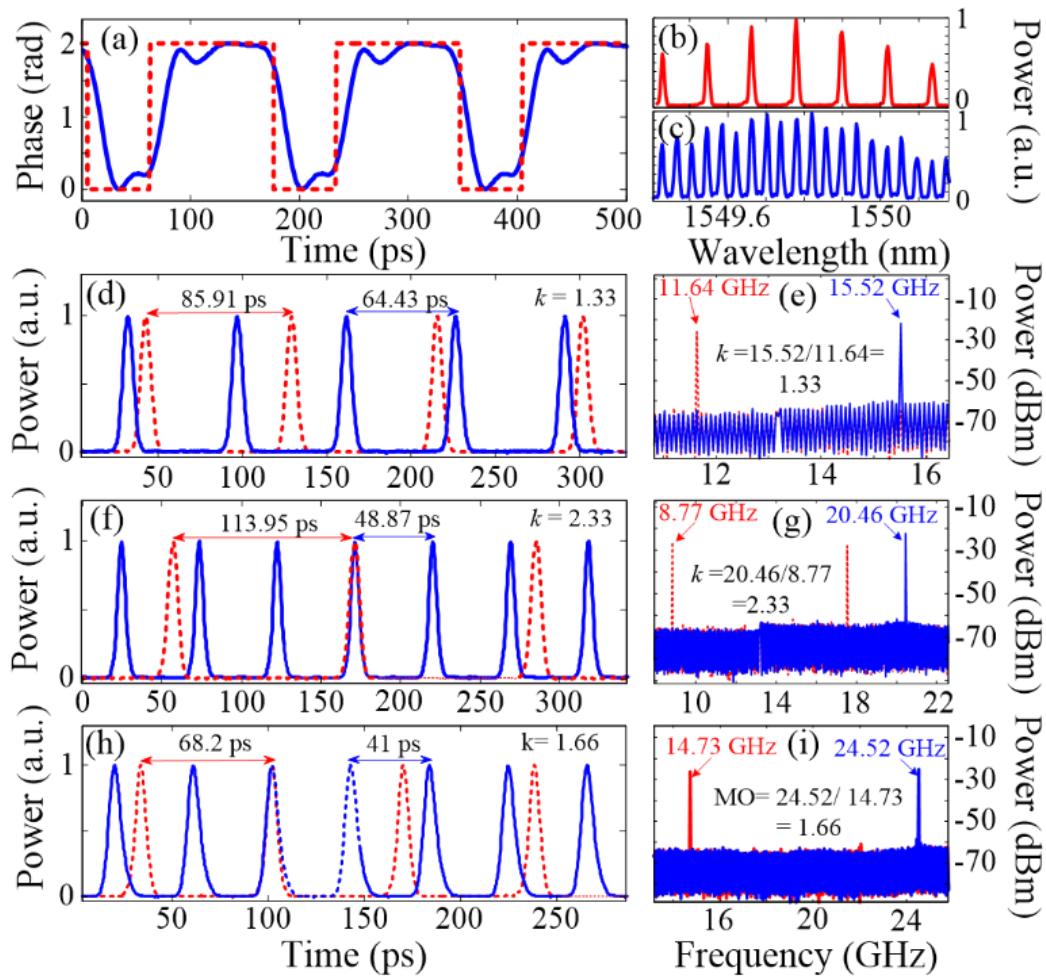 Phase (rad)
2
0
(a)
0 100 200 300 400 500
Time (ps)
(b)
1
0
(c)
1
0
Power (a.u.)
1549.6 1550
Wavelength (nm)
Power (a.u.)
1
0
(d)
85.91 ps
64.43 ps
k = 1.33
50 100 150 200 250 300
11.64 GHz
(e)
15.52 GHz
k =15.52/11.64=
1.33
-10
-30
-50
-70
Power (dBm)
12 14 16
Power (a.u.)
1
0
(f)
113.95 ps
48.87 ps
k = 2.33
0 50 100 150 200 250 300
8.77 GHz
(g)
20.46 GHz
k =20.46/8.77
=2.33
-10
-30
-50
-70
Power (dBm)
10 14 18 22
Power (a.u.)
1
0
(h)
68.2 ps
41 ps
k= 1.66
50 100 150 200 250
Time (ps)
14.73 GHz
(i)
24.52 GHz
MO= 24.52/ 14.73
= 1.66
-10
-30
-50
-70
Power (dBm)
16 20 24
Frequency (GHz)